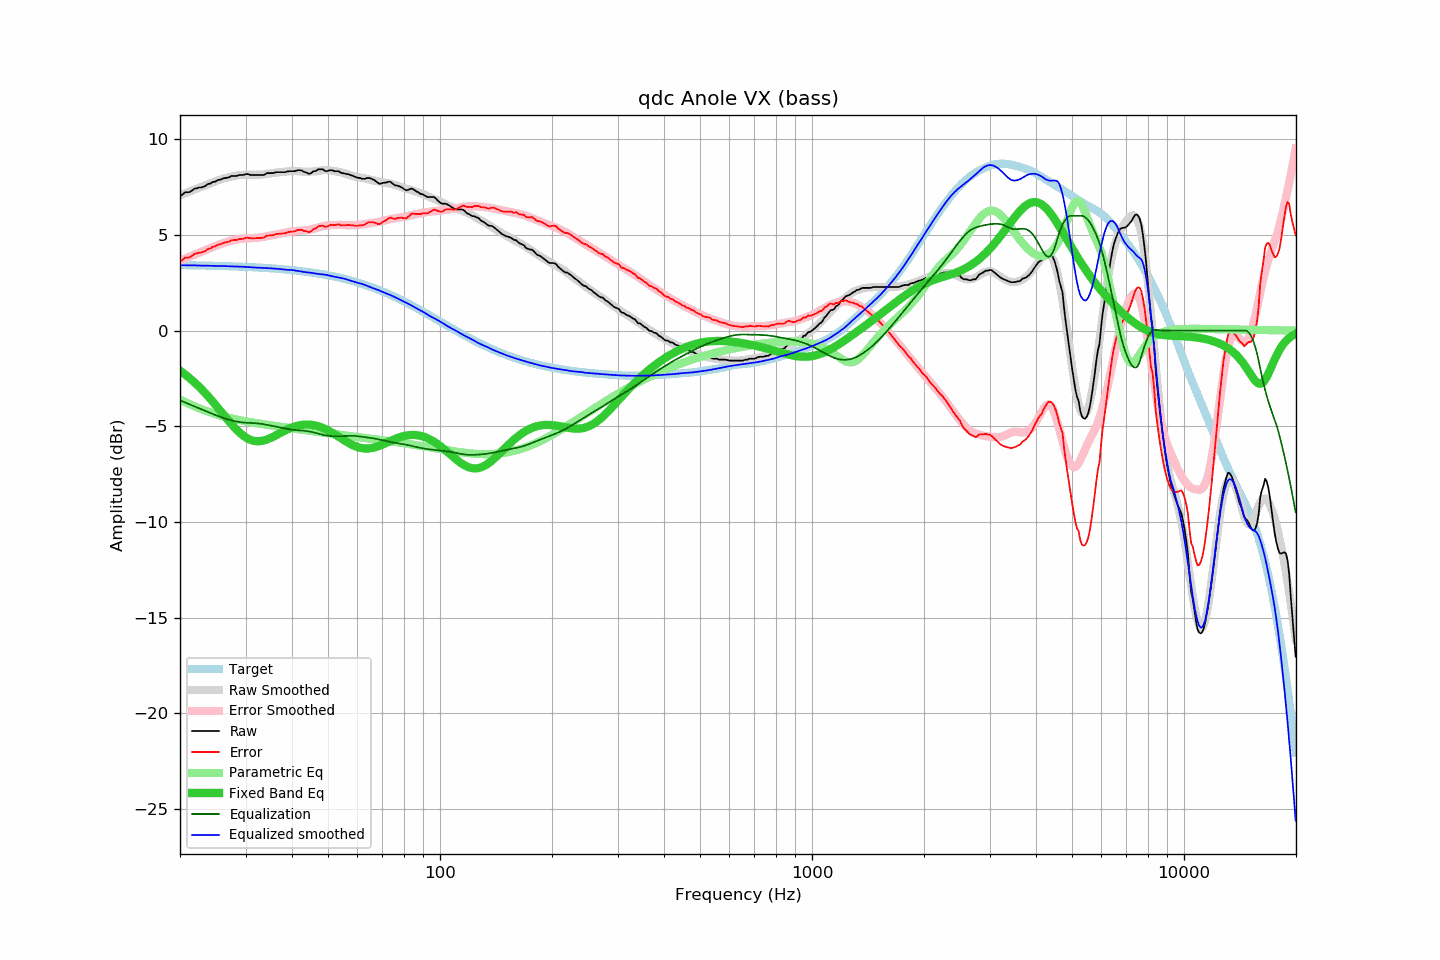 qdc Anole VX (bass)
10
5
0
−5
−10
−15
−20
−25
Amplitude (dBr)
Target
Raw Smoothed
Error Smoothed
Raw
Error
Parametric Eq
Fixed Band Eq
Equalization
Equalized smoothed
100
1000
10000
Frequency (Hz)